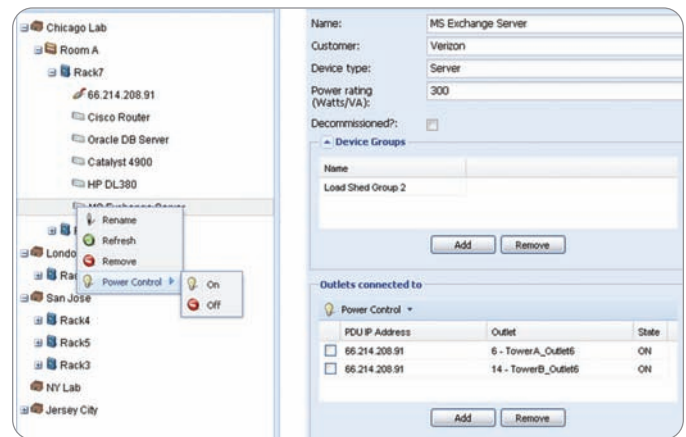 Chicago Lab
Room A
Rack7
66.214.208.91
Cisco Router
Oracle DB Server
Catalyst 4900
HP DL380
MS Exchange Server
Rename
Refresh
Remove
Power Control
On
Off
San Jose
Rack4
Rack5
Rack3
NY Lab
Jersey City
Name: MS Exchange Server
Customer: Verizon
Device type: Server
Power rating (Watts/VA): 300
Decommissioned?:
Device Groups
Name
Load Shed Group 2
Add Remove
Outlets connected to
Power Control
PDU IP Address Outlet State
66.214.208.91 6 - TowerA_Outlet6 ON
66.214.208.91 14 - TowerB_Outlet6 ON
Add Remove